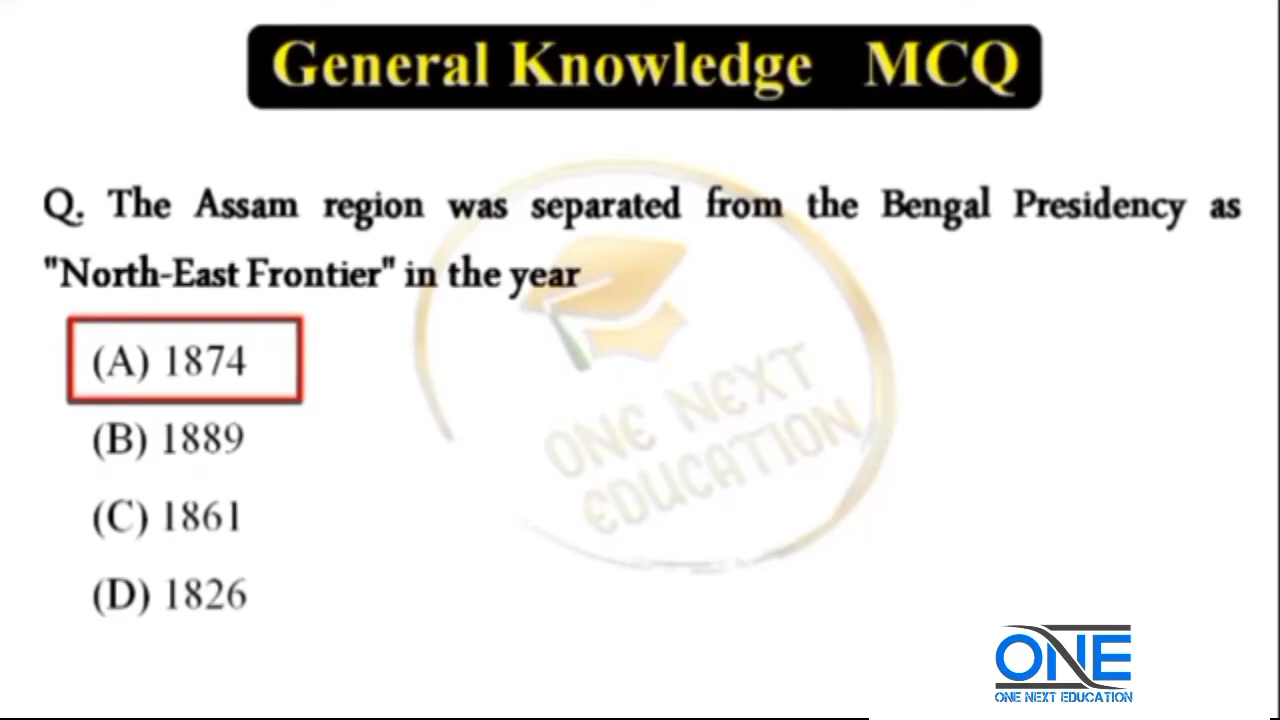 General Knowledge MCQ
Q. The Assam region was separated from the Bengal Presidency as
"North-East Frontier" in the year
(A) 1874
(B) 1889
(C) 1861
(D) 1826
ONE NEXT
EDUCATION
ONE
ONE NEXT EDUCATION